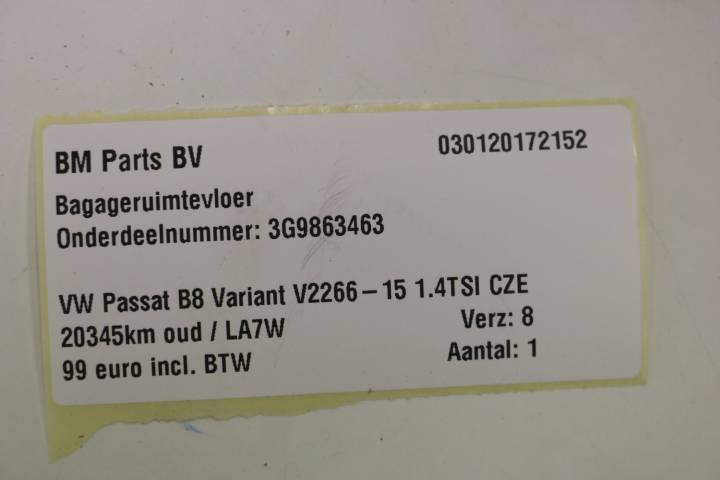 BM Parts BV 030120172152
Bagageruimtevloer
Onderdeelnummer: 3G9863463
VW Passat B8 Variant V2266-15 1.4TSI CZE
20345km oud / LA7W Verz: 8
99 euro incl. BTW Aantal: 1